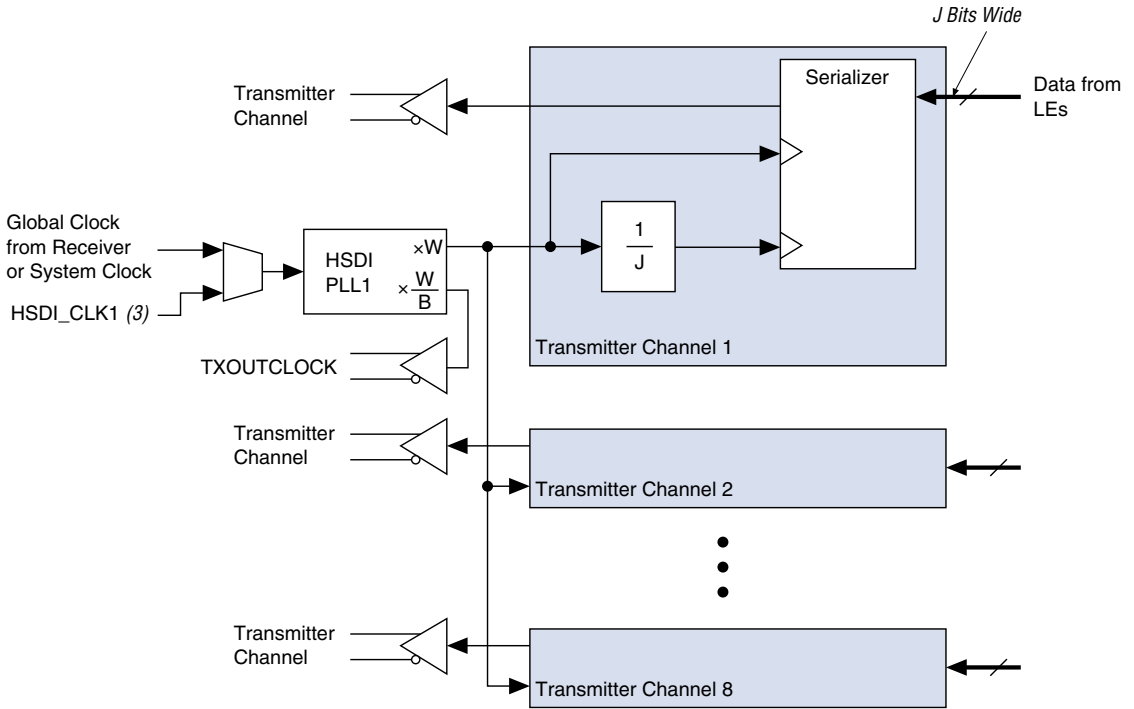 J Bits Wide
Serializer
Transmitter
Channel
Data from
LEs
Global Clock
from Receiver
or System Clock
HSDI_CLK1 (3)
HSDI
PLL1
×W
×W/B
1/J
Transmitter Channel 1
TXOUTCLOCK
Transmitter
Channel
Transmitter Channel 2
Transmitter
Channel
Transmitter Channel 8